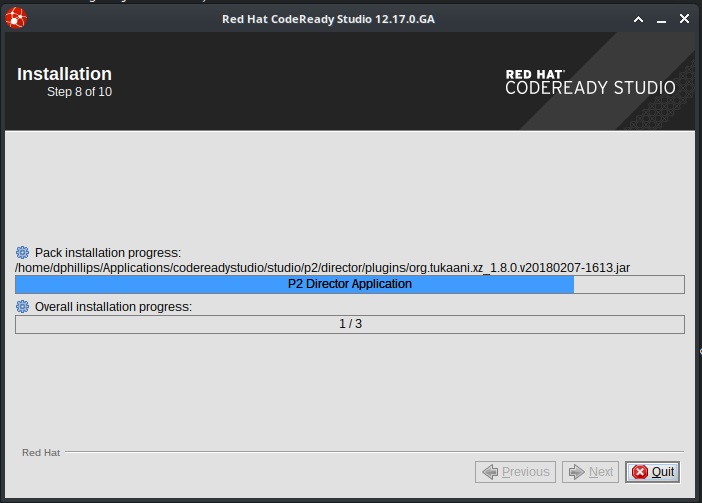 Red Hat CodeReady Studio 12.17.0.GA
Installation
Step 8 of 10
RED HAT
CODEREADY STUDIO
Pack installation progress:
/home/dphillips/Applications/codereadystudio/studio/p2/director/plugins/org.tukaani.xz_1.8.0.v20180207-1613.jar
P2 Director Application
Overall installation progress:
1 / 3
Red Hat
Previous
Next
Quit